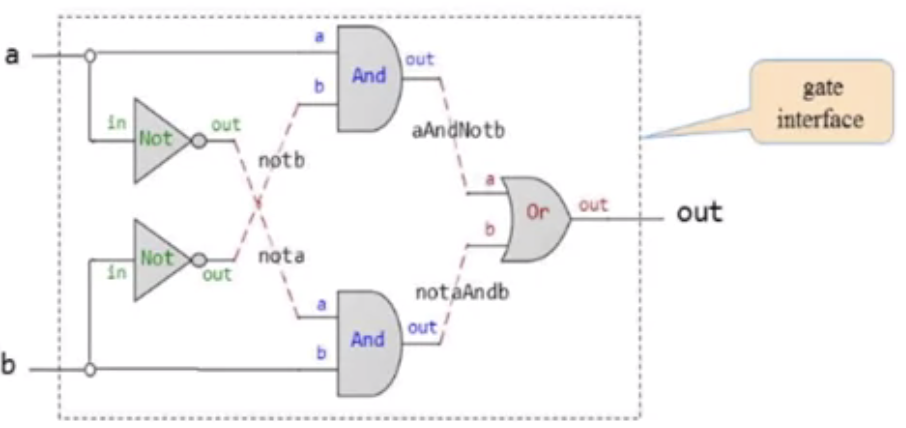 a
a
And
out
b
gate
interface
in
Not
out
aAndNotb
notb
a
Or
out
out
b
in
Not
out
nota
notaAndb
a
And
out
b
b